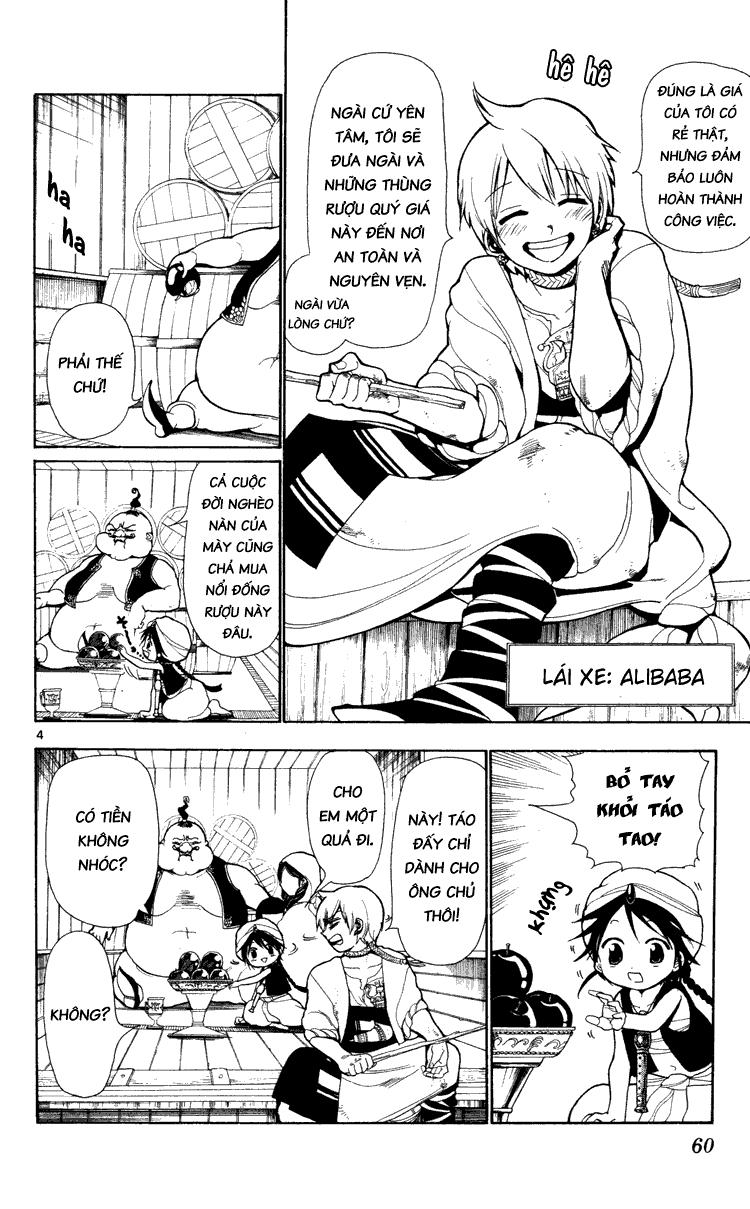 ĐÚNG LÀ GIÁ
CỦA TÔI CÓ
RẺ THẬT,
NHƯNG ĐẢM
BẢO LUÔN
HOÀN THÀNH
CÔNG VIỆC.
hê hê
NGÀI CỨ YÊN
TÂM, TÔI SẼ
ĐƯA NGÀI VÀ
NHỮNG THÙNG
RƯỢU QUÝ GIÁ
NÀY ĐẾN NƠI
AN TOÀN VÀ
NGUYÊN VẸN.
NGÀI VỪA
LÒNG CHỨ?
LÁI XE: ALIBABA
ha
ha
PHẢI THẾ
CHỨ!
CẢ CUỘC
ĐỜI NGHÈO
NÀN CỦA
MÀY CŨNG
CHẢ MUA
NỔI ĐỐNG
RƯỢU NÀY
ĐÂU.
4
BỎ TAY
KHỎI TÁO
TAO!
khựng
NÀY! TÁO
ĐẤY CHỈ
DÀNH CHO
ÔNG CHỦ
THÔI!
CHO
EM MỘT
QUẢ ĐI.
CÓ TIỀN
KHÔNG
NHÓC?
KHÔNG?
60